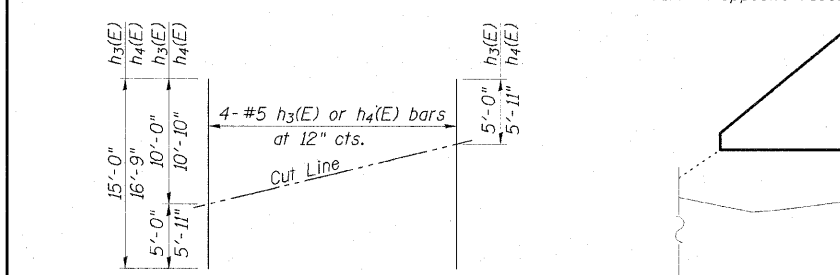 h3(E)
h4(E)
h3(E)
h4(E)
h3(E)
h4(E)
5'-0"
5'-11"
4-#5 h3(E) or h4(E) bars
at 12" cts.
15'-0"
16'-9"
10'-0"
10'-10"
Cut Line
5'-0"
5'-11"